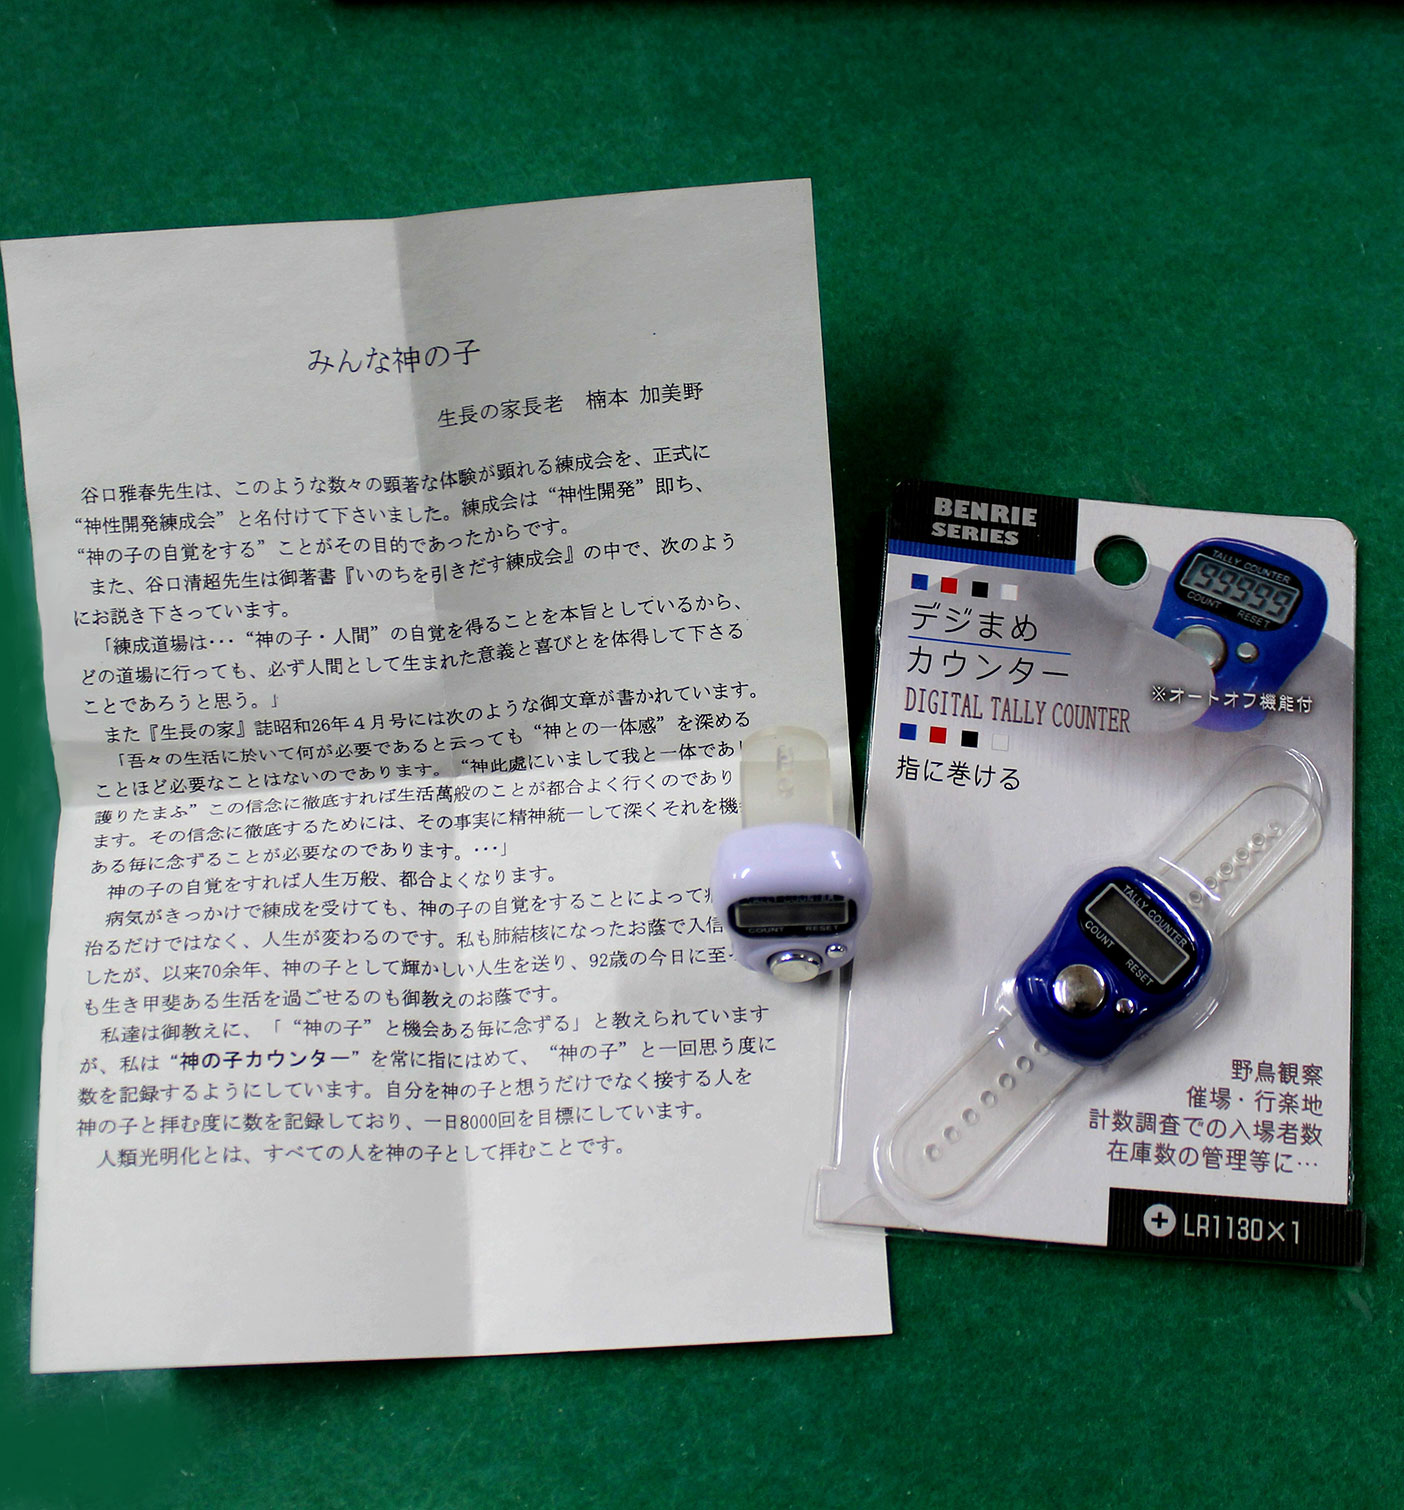 みんな神の子
生長の家長老　楠本 加美野
谷口雅春先生は、このような数々の顕著な体験が顕れる練成会を、正式に
“神性開発練成会” と名付けて下さいました。練成会は “神性開発” 即ち、
“神の子の自覚をする” ことがその目的であったからです。
また、谷口清超先生は御著書『いのちを引きだす練成会』の中で、次のよう
にお説き下さっています。
「練成道場は･･･ “神の子・人間” の自覚を得ることを本旨としているから、
どの道場に行っても、必ず人間として生まれた意義と喜びとを体得して下さる
ことであろうと思う。」
また『生長の家』誌昭和26年４月号には次のような御文章が書かれています。
「吾々の生活に於いて何が必要であると云っても “神との一体感” を深める
ことほど必要なことはないのであります。 “神此處にいまして我と一体であ
護りたまふ” この信念に徹底すれば生活萬般のことが都合よく行くのであり
ます。その信念に徹底するためには、その事実に精神統一して深くそれを機
ある毎に念ずることが必要なのであります。･･･」
神の子の自覚をすれば人生万般、都合よくなります。
病気がきっかけで練成を受けても、神の子の自覚をすることによって
治るだけではなく、人生が変わるのです。私も肺結核になったお蔭で入信
したが、以来70余年、神の子として輝かしい人生を送り、92歳の今日に至
も生き甲斐ある生活を過ごせるのも御教えのお蔭です。
私達は御教えに、「 “神の子” と機会ある毎に念ずる」と教えられています
が、私は “神の子カウンター” を常に指にはめて、 “神の子” と一回思う度に
数を記録するようにしています。自分を神の子と想うだけでなく接する人を
神の子と拝む度に数を記録しており、一日8000回を目標にしています。
人類光明化とは、すべての人を神の子として拝むことです。
COUNT RESET
BENRIE
SERIES
TALLY COUNTER
99999
COUNT RESET
デジまめ
カウンター
DIGITAL TALLY COUNTER
※オートオフ機能付
指に巻ける
TALLY COUNTER
COUNT RESET
野鳥観察
催場・行楽地
計数調査での入場者数
在庫数の管理等に…
LR1130×1